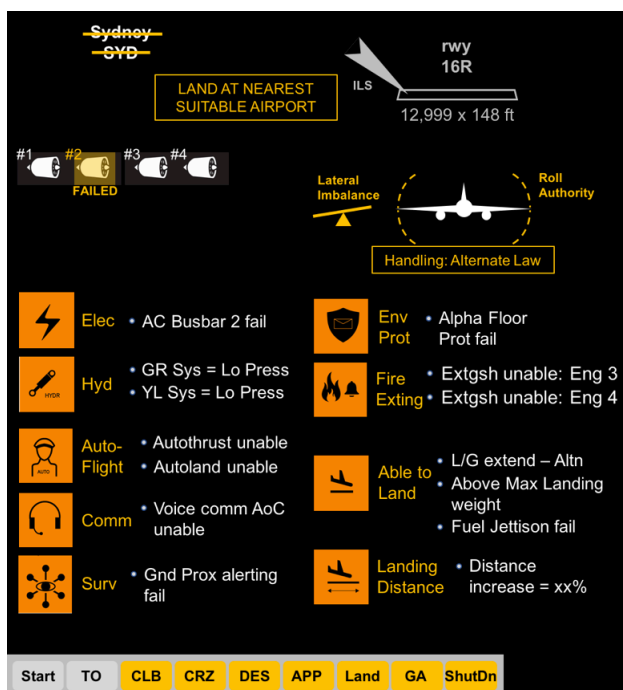 Sydney
SYD
LAND AT NEAREST
SUITABLE AIRPORT
ILS
rwy
16R
12,999 x 148 ft
#1
#2
#3
#4
FAILED
Lateral
Imbalance
Roll
Authority
Handling: Alternate Law
Elec
• AC Busbar 2 fail
Hyd
HYDR
• GR Sys = Lo Press
• YL Sys = Lo Press
Auto-
Flight
AUTO
• Autothrust unable
• Autoland unable
Comm
• Voice comm AoC
unable
Surv
• Gnd Prox alerting
fail
Env
Prot
• Alpha Floor
Prot fail
Fire
Exting
• Extgsh unable: Eng 3
• Extgsh unable: Eng 4
Able to
Land
• L/G extend – Altn
• Above Max Landing
weight
• Fuel Jettison fail
Landing
Distance
• Distance
increase = xx%
Start TO CLB CRZ DES APP Land GA ShutDn